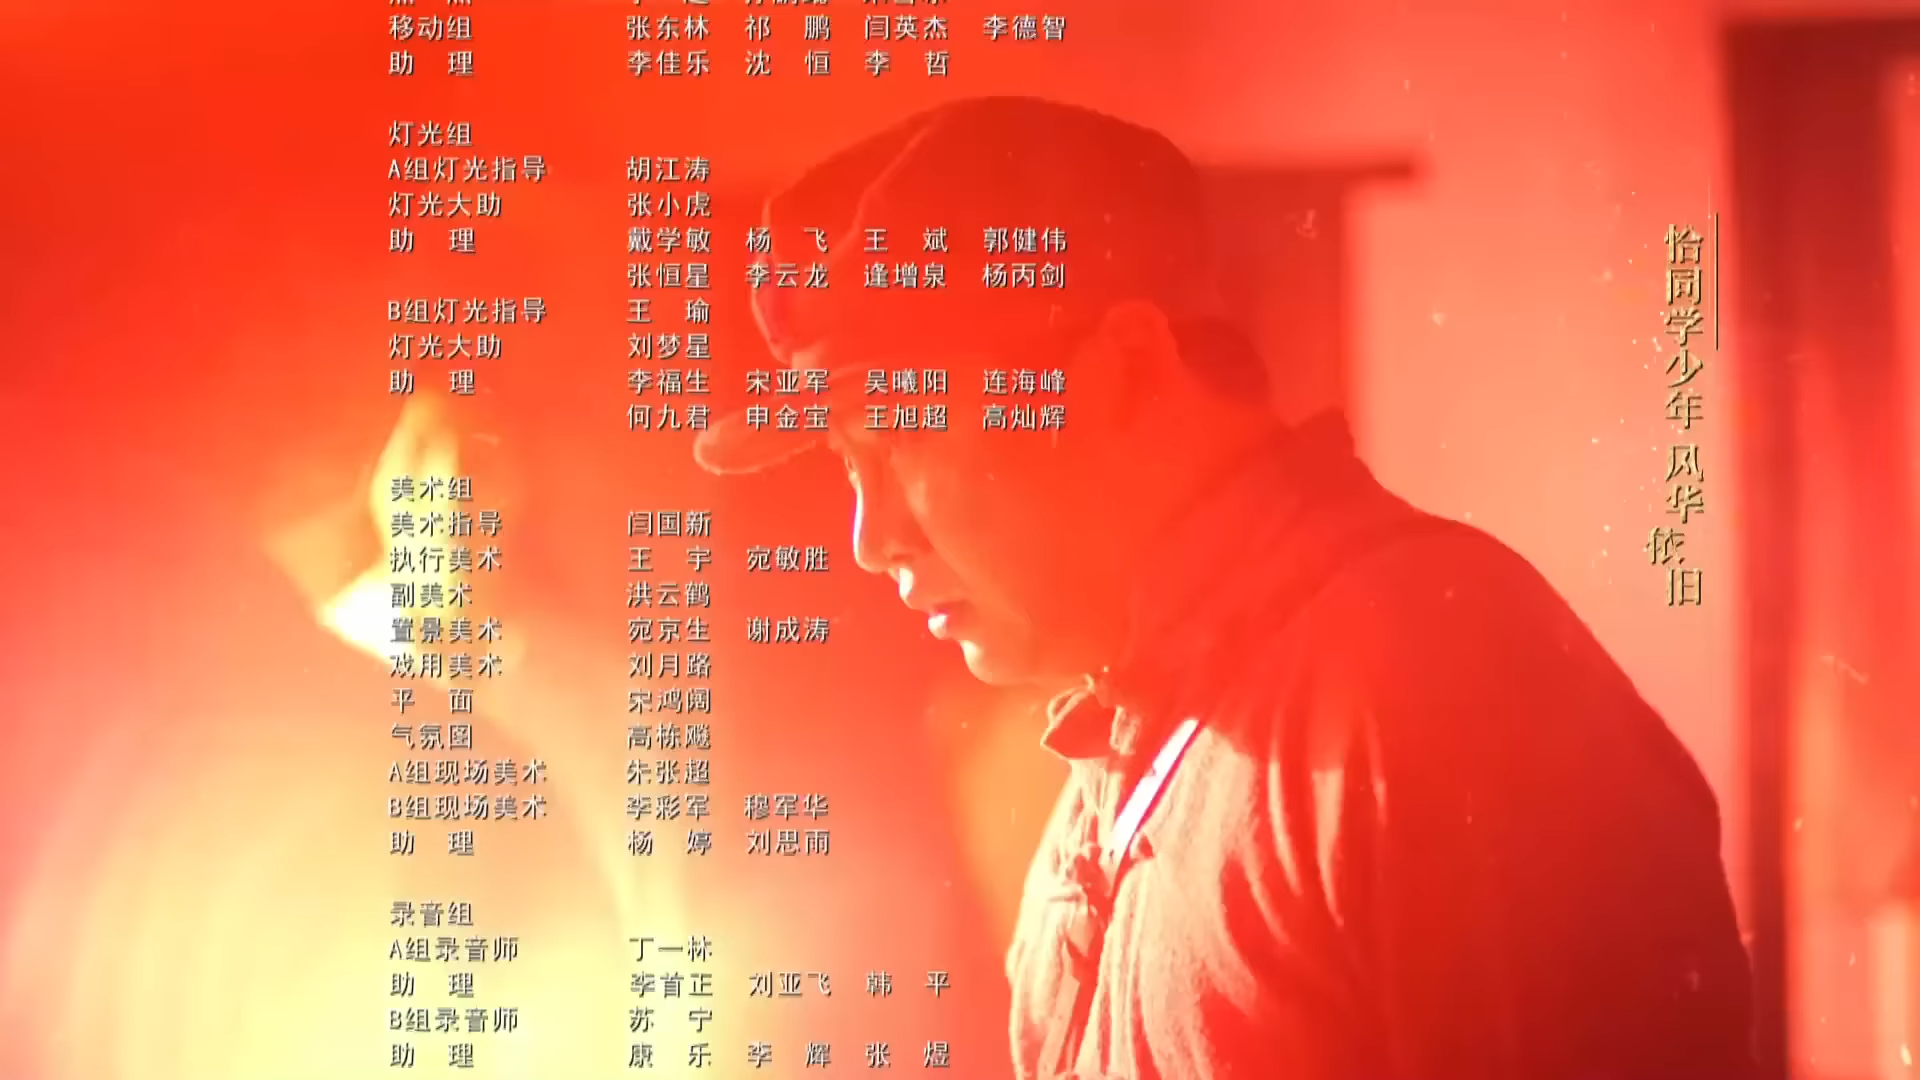 移动组 张东林 祁鹏 闫英杰 李德智
助理 李佳乐 沈恒 李哲
灯光组
A组灯光指导 胡江涛
灯光大助 张小虎
助理 戴学敏 杨飞 王斌 郭健伟
张恒星 李云龙 逄增泉 杨丙剑
B组灯光指导 王瑜
灯光大助 刘梦星
助理 李福生 宋亚军 吴曦阳 连海峰
何九君 申金宝 王旭超 高灿辉
美术组
美术指导 闫国新
执行美术 王宇 宛敏胜
副美术 洪云鹤
置景美术 宛京生 谢成涛
戏用美术 刘月路
平面 宋鸿阔
气氛图 高栋飚
A组现场美术 朱张超
B组现场美术 李彩军 穆军华
助理 杨婷 刘思雨
录音组
A组录音师 丁一林
助理 李首正 刘亚飞 韩平
B组录音师 苏宁
助理 康乐 李辉 张煜
恰同学少年 风华依旧